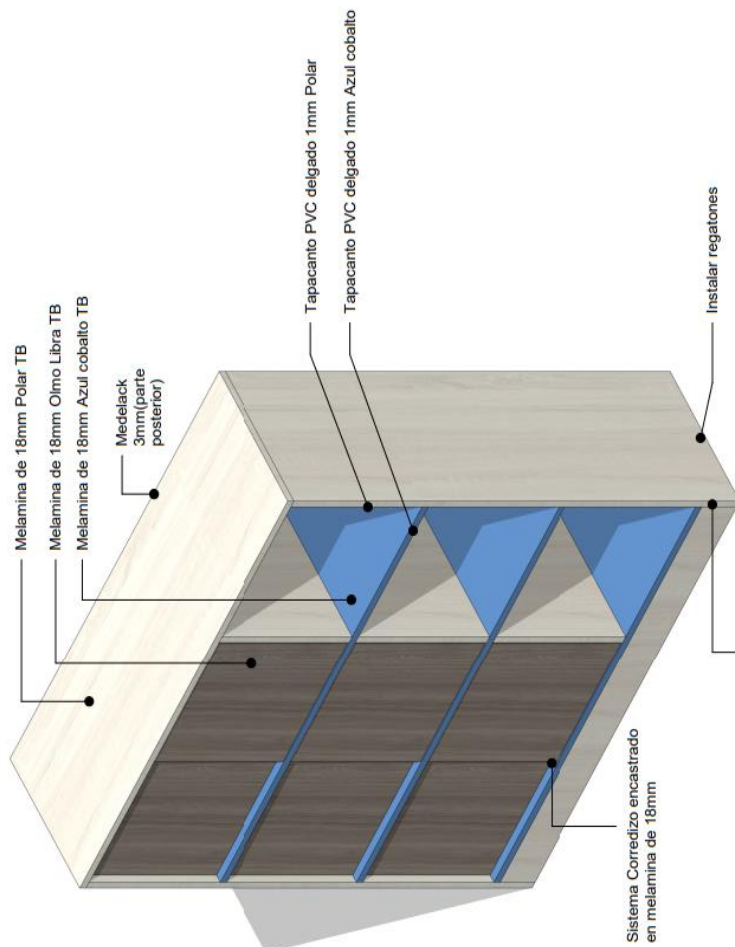 Melamina de 18mm Polar TB
Melamina de 18mm Olmo Libra TB
Melamina de 18mm Azul cobalto TB
Medelack
3mm(parte
posterior)
Tapacanto PVC delgado 1mm Polar
Tapacanto PVC delgado 1mm Azul cobalto
Instalar regatones
Sistema Corredizo encastrado
en melamina de 18mm